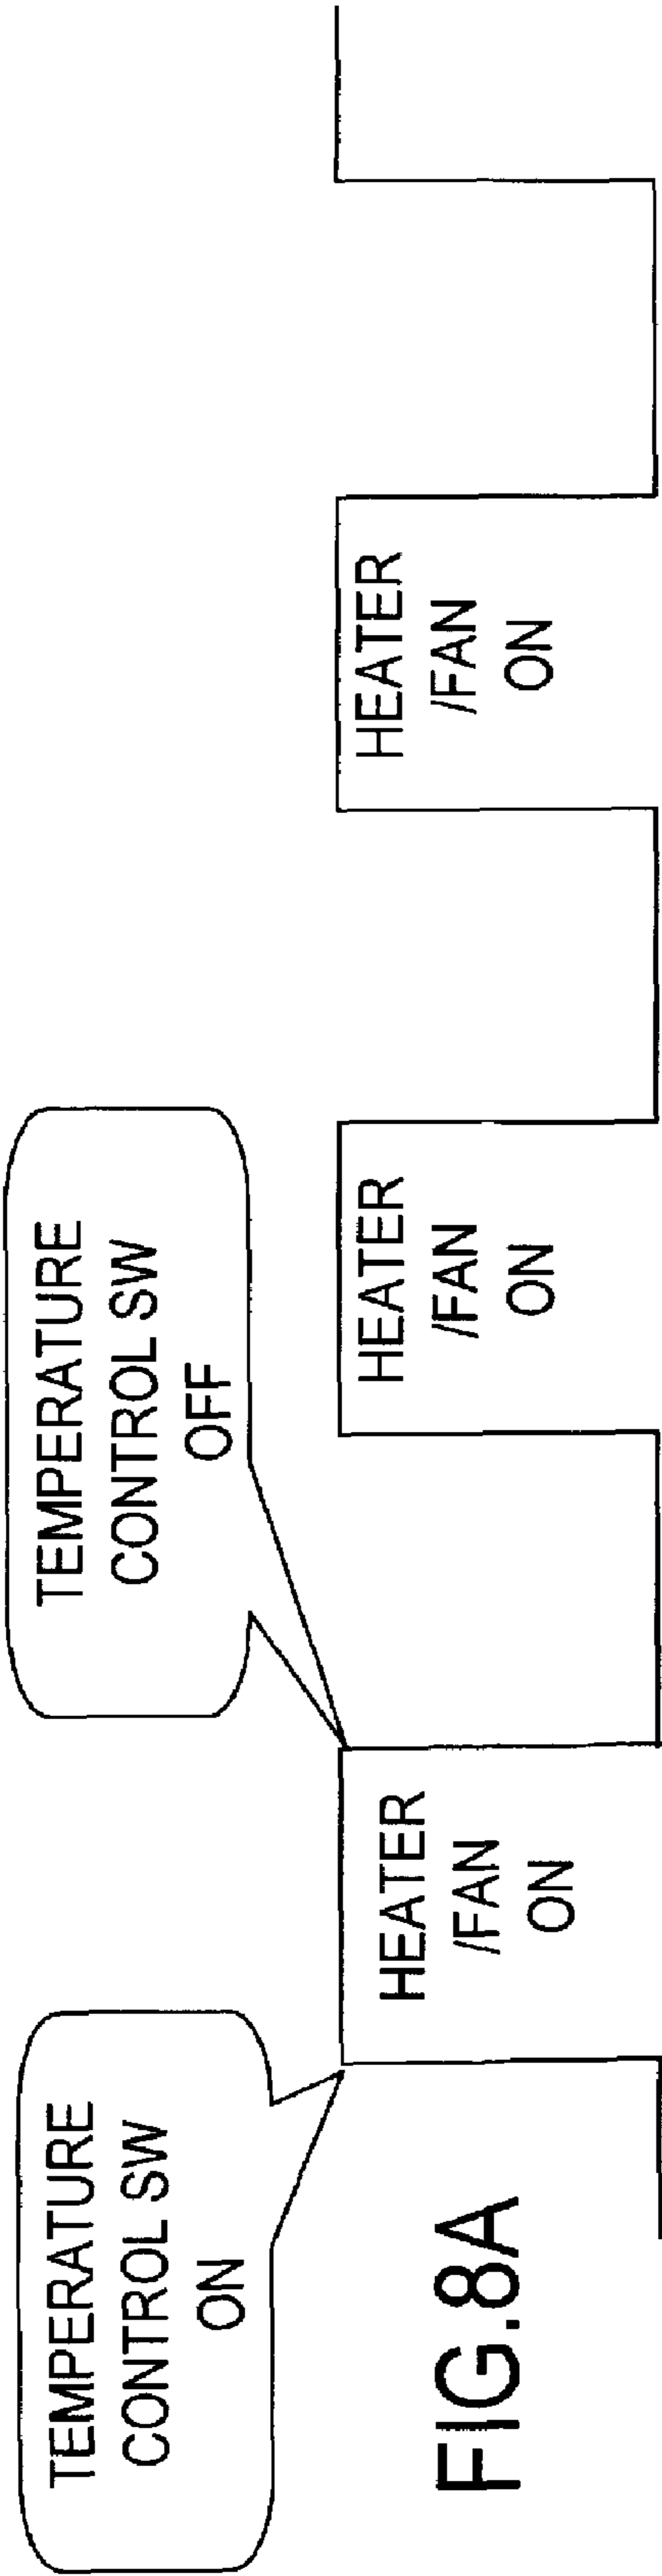 TEMPERATURE
CONTROL SW
ON
TEMPERATURE
CONTROL SW
OFF
HEATER
/FAN
ON
HEATER
/FAN
ON
HEATER
/FAN
ON
FIG.8A